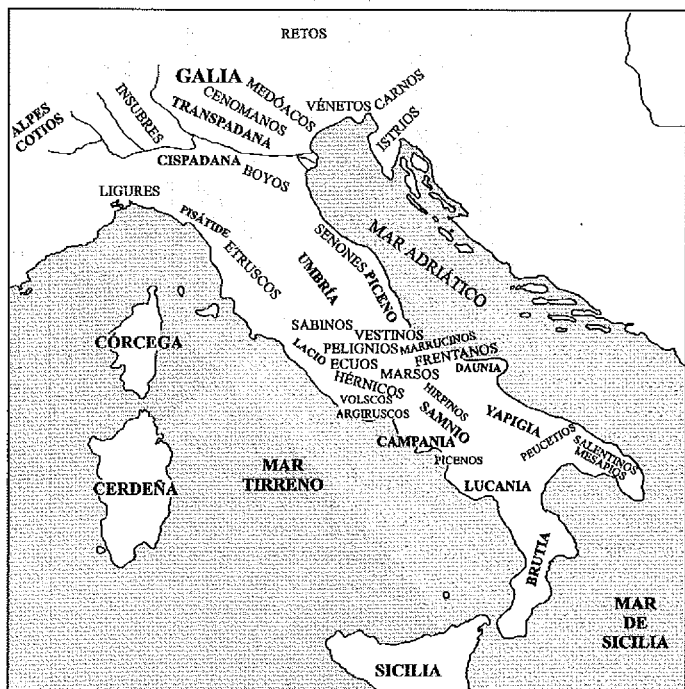 RETOS
GALIA
MEDÓACOS
CENOMANOS
TRANSPADANA
VÉNETOS
CARNOS
ISTRIOS
INSUBRES
ALPES
COTIOS
CISPADANA
BOYOS
LIGURES
PISÁTIDE
ETRUSCOS
SENONES
PICENO
UMBRÍA
MAR ADRIÁTICO
SABINOS
VESTINOS
CÓRCEGA
LACIO
PELIGNIOS
MARRUCINOS
ECUOS
FRENTANOS
MARSOS
DAUNIA
HÉRNICOS
HIRPINOS
VOLSCOS
ARGIRUSCOS
SAMNIO
YAPIGIA
CAMPANIA
PEUCETIOS
SALENTINOS
MESAPIOS
PICENOS
MAR
TIRRENO
CERDEÑA
LUCANIA
BRUTIA
MAR
DE
SICILIA
SICILIA